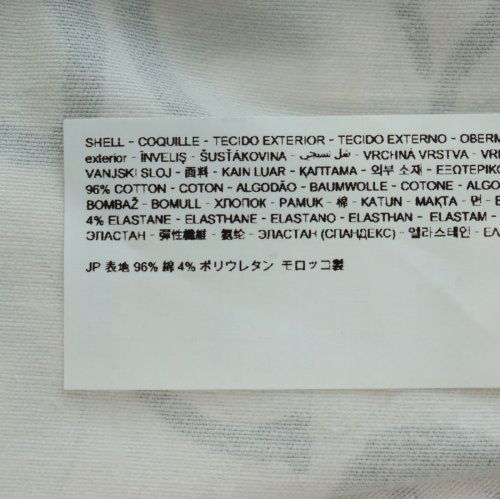 SHELL - COQUILLE - TECIDO EXTERIOR - TECIDO EXTERNO - OBERM
exterior - ÎNVELIŞ - ŠUSŤÁKOVINA - - VRCHNÁ VRSTVA - VR
VANJSKI SLOJ - 面料 - KAIN LUAR - ҚАПТАМА - 외부 소재 - ΕΞΩΤΕΡΙΚΟ
96% COTTON - COTON - ALGODÃO - BAUMWOLLE - COTONE - ALGO
BOMBAŽ - BOMULL - ХЛОПОК - PAMUK - 棉 - KATUN - МАҚТА - 면 -
4% ELASTANE - ELASTHANE - ELASTANO - ELASTHAN - ELASTAM -
ЭЛАСТАН - 彈性纖維 - 氨纶 - ЭЛАСТАН (СПАНДЕКС) - 엘라스테인 - ΕΛ
JP 表地 96% 綿 4% ポリウレタン モロッコ製